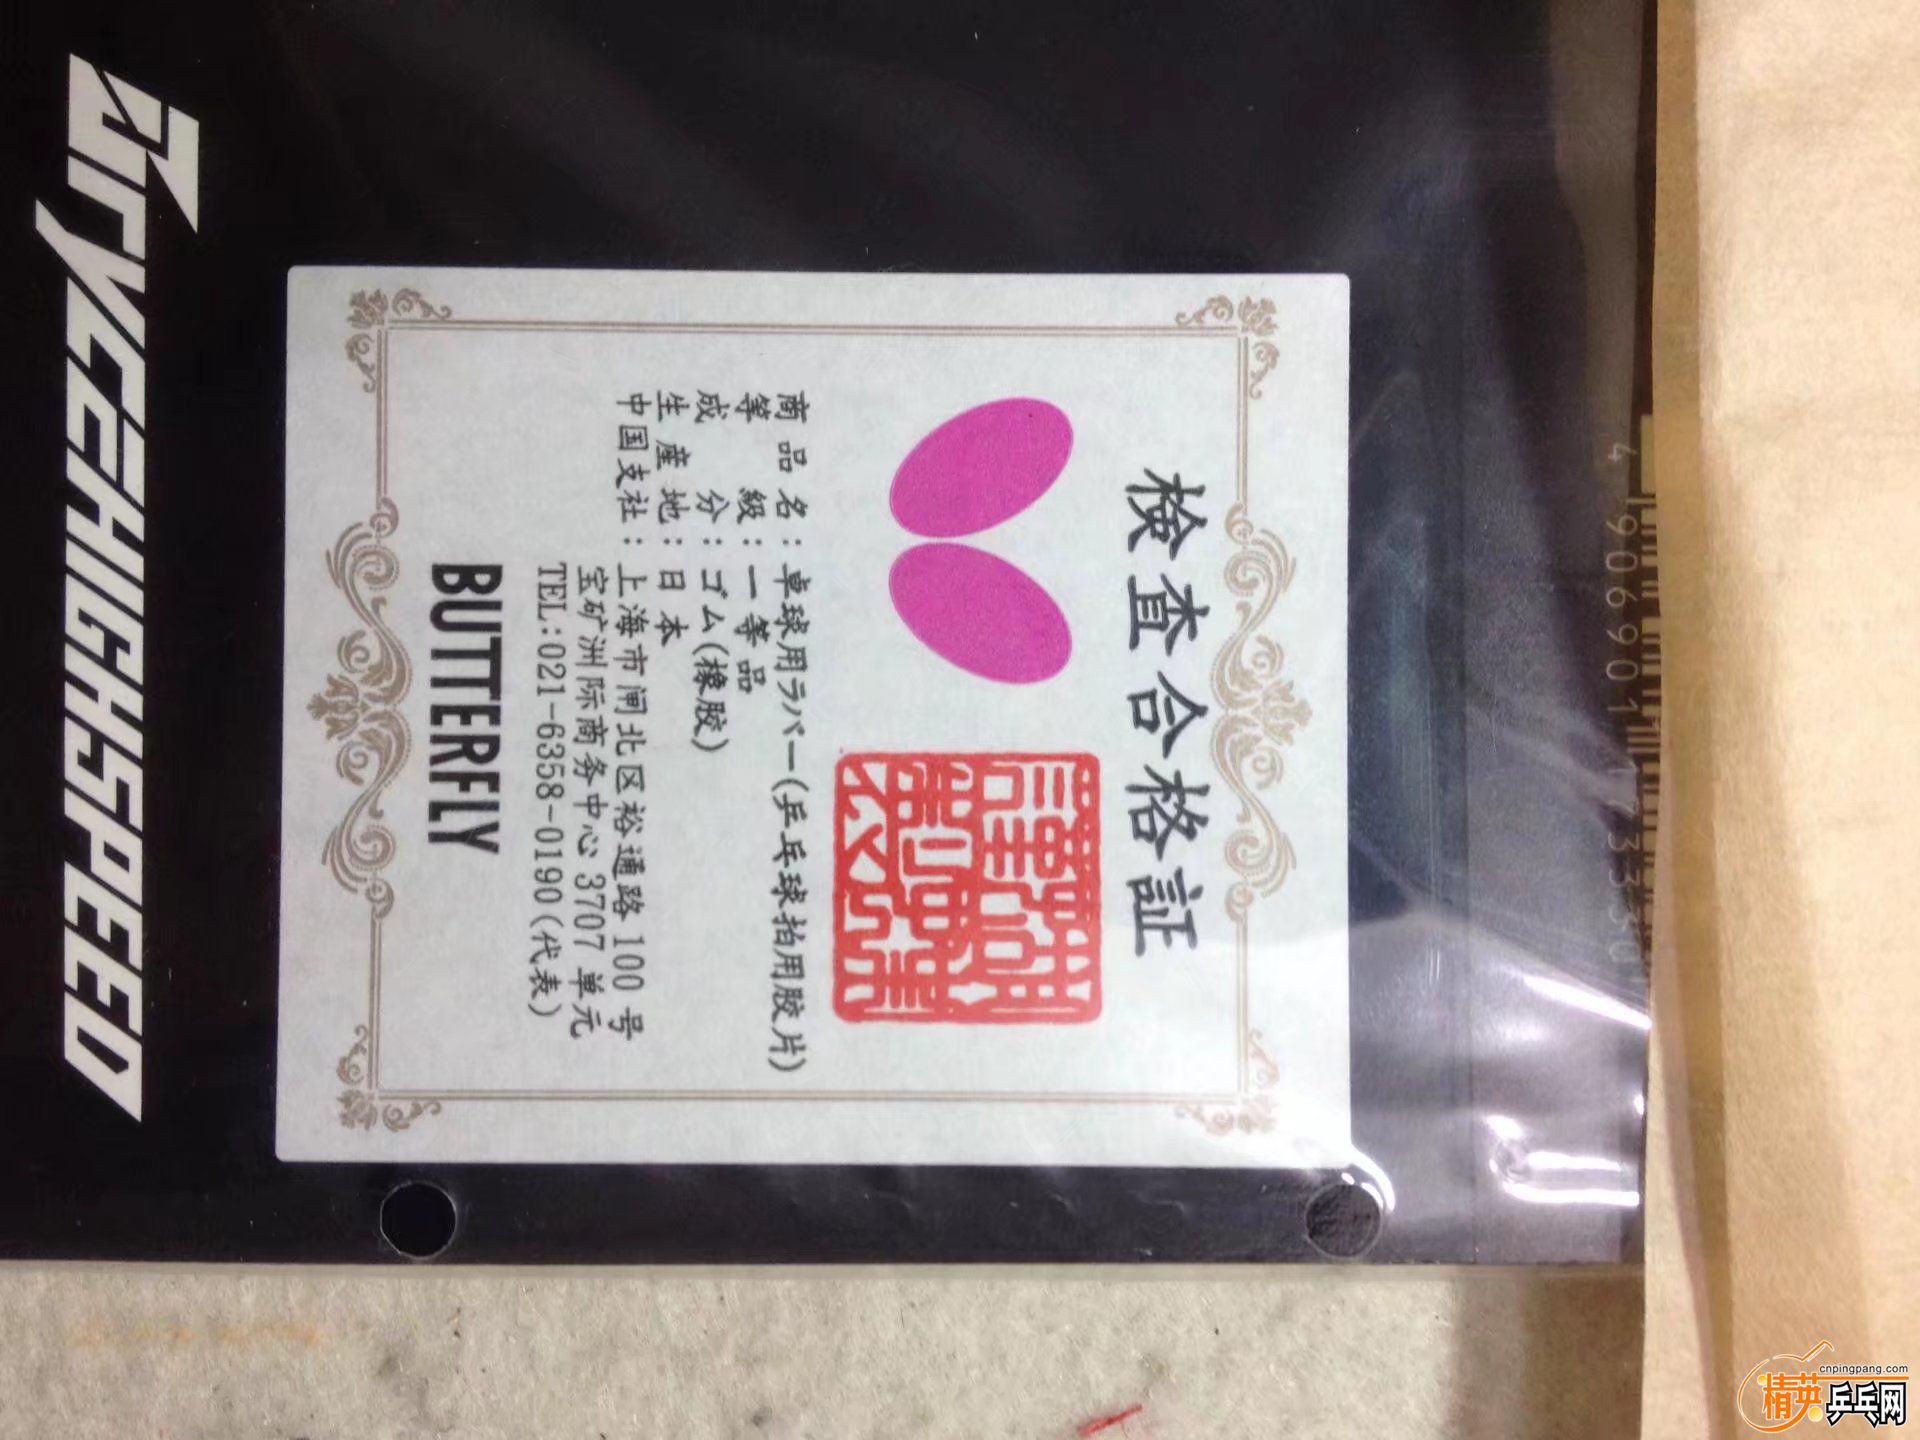 検査合格証
商品名：卓球用ラバー(乒乓球拍用胶片)
等級：一等品
成分：ゴム(橡胶)
生産地：日本
中国支社：上海市闸北区裕通路100号
宝矿洲际商务中心3707单元
TEL:021-6358-0190(代表)
BUTTERFLY
BRYCEHIGHSPEED
4 906901
cnpingpang.com
精英乒乓网